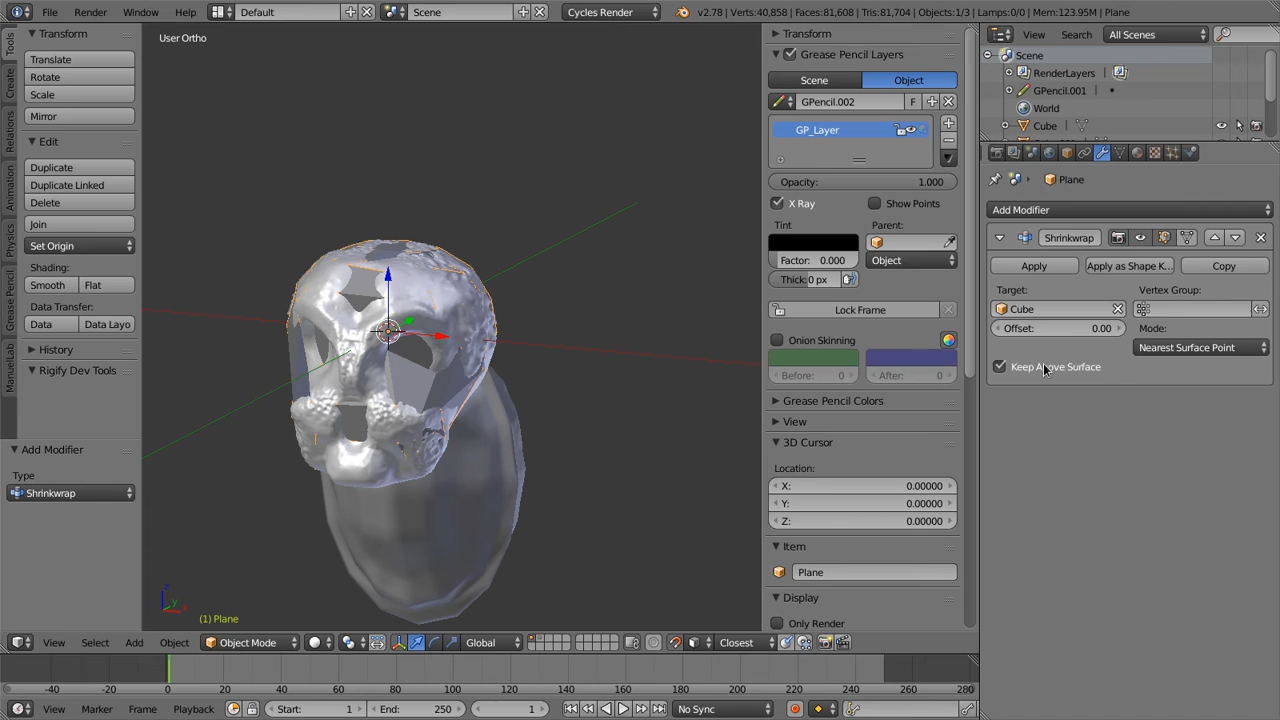 File Render Window Help Default Scene Cycles Render v2.78 | Verts:40,858 | Faces:81,608 | Tris:81,704 | Objects:1/3 | Lamps:0/0 | Mem:123.95M | Plane
User Ortho
Tools
Create
Relations
Animation
Physics
Grease Pencil
ManuelLab
Transform
Translate
Rotate
Scale
Mirror
Edit
Duplicate
Duplicate Linked
Delete
Join
Set Origin
Shading:
Smooth Flat
Data Transfer:
Data Data Layo
History
Rigify Dev Tools
Add Modifier
Type
Shrinkwrap
z
y
x
(1) Plane
Transform
Grease Pencil Layers
Scene Object
GPencil.002 F
GP_Layer
Opacity: 1.000
X Ray Show Points
Tint Parent:
Factor: 0.000 Object
Thick: 0 px
Lock Frame
Onion Skinning
Before: 0 After: 0
Grease Pencil Colors
View
3D Cursor
Location:
X: 0.00000
Y: 0.00000
Z: 0.00000
Item
Plane
Display
Only Render
View Search All Scenes
Scene
RenderLayers
GPencil.001
World
Cube
Plane
Add Modifier
Shrinkwrap
Apply Apply as Shape K... Copy
Target: Vertex Group:
Cube
Offset: 0.00 Mode:
Nearest Surface Point
Keep Above Surface
View Select Add Object Object Mode Global Closest
-40 -20 0 20 40 60 80 100 120 140 160 180 200 220 240 260 280
View Marker Frame Playback Start: 1 End: 250 1 No Sync